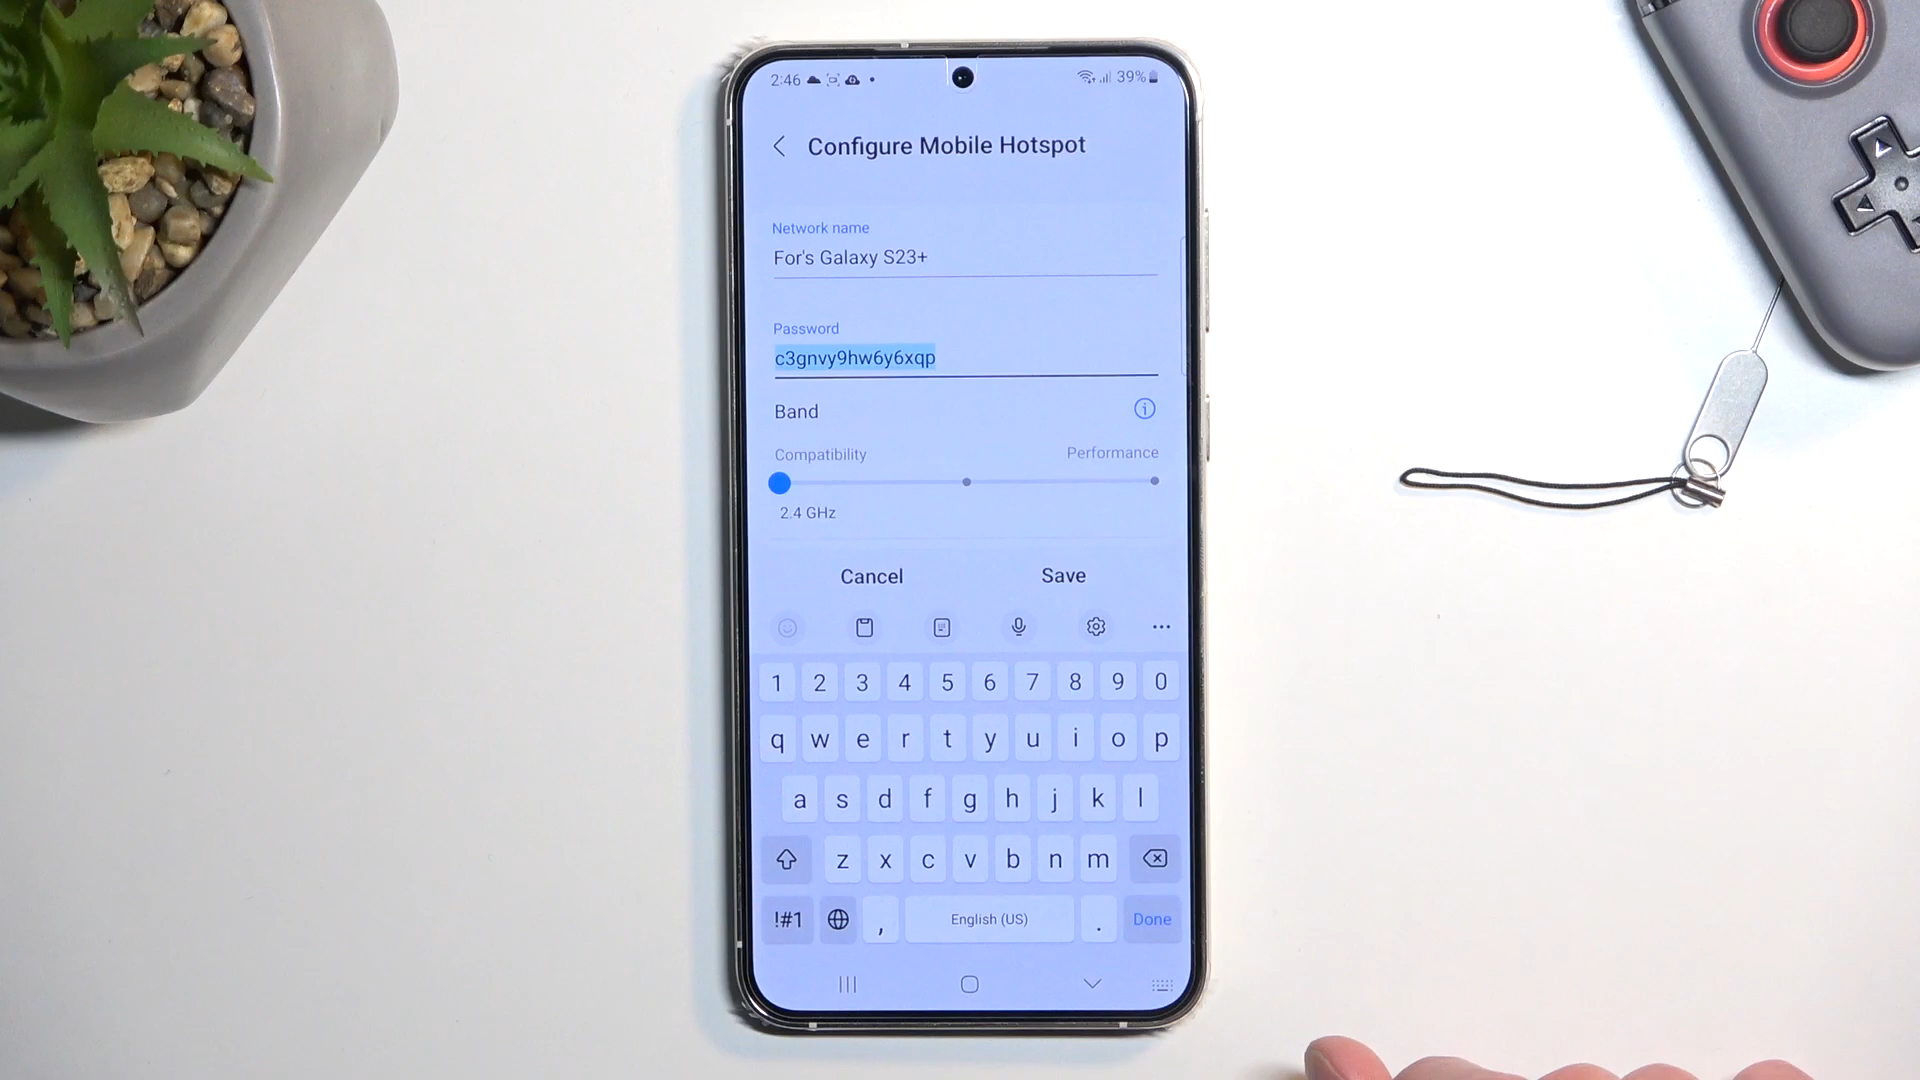 2:46 39%
Configure Mobile Hotspot
Network name
For's Galaxy S23+
Password
c3gnvy9hw6y6xqp
Band
Compatibility Performance
2.4 GHz
Cancel Save
1 2 3 4 5 6 7 8 9 0
q w e r t y u i o p
a s d f g h j k l
z x c v b n m
!#1 , English (US) . Done